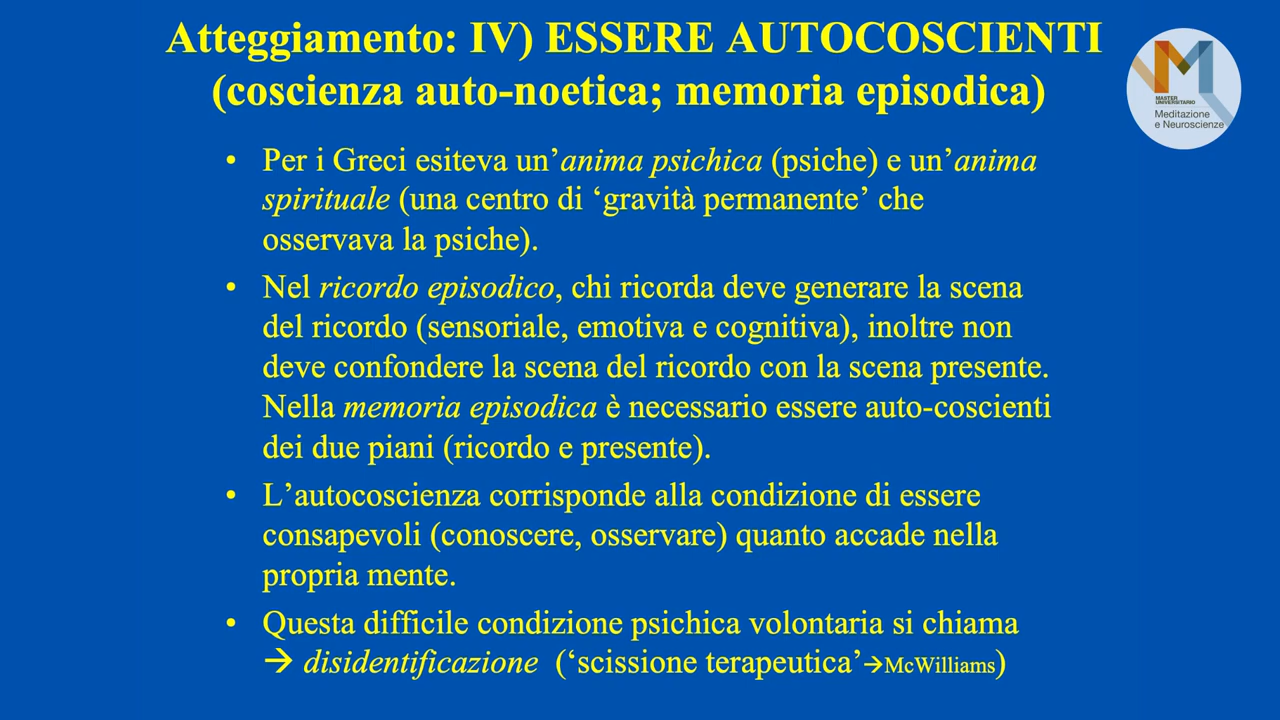 Atteggiamento: IV) ESSERE AUTOCOSCIENTI
(coscienza auto-noetica; memoria episodica)
MASTER
UNIVERSITARIO
Meditazione
e Neuroscienze
• Per i Greci esiteva un’anima psichica (psiche) e un’anima
spirituale (una centro di ‘gravità permanente’ che
osservava la psiche).
• Nel ricordo episodico, chi ricorda deve generare la scena
del ricordo (sensoriale, emotiva e cognitiva), inoltre non
deve confondere la scena del ricordo con la scena presente.
Nella memoria episodica è necessario essere auto-coscienti
dei due piani (ricordo e presente).
• L’autocoscienza corrisponde alla condizione di essere
consapevoli (conoscere, osservare) quanto accade nella
propria mente.
• Questa difficile condizione psichica volontaria si chiama
→ disidentificazione (‘scissione terapeutica’→McWilliams)